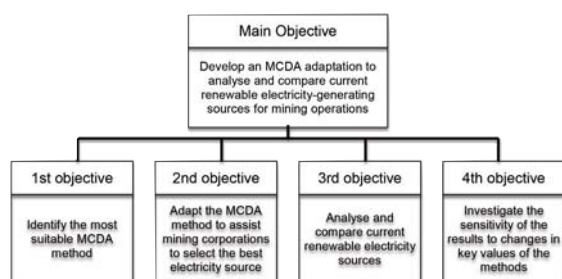 Main Objective
Develop an MCDA adaptation to
analyse and compare current
renewable electricity-generating
sources for mining operations
1st objective
Identify the most
suitable MCDA
method
2nd objective
Adapt the MCDA
method to assist
mining corporations
to select the best
electricity source
3rd objective
Analyse and
compare current
renewable electricity
sources
4th objective
Investigate the
sensitivity of the
results to changes in
key values of the
methods